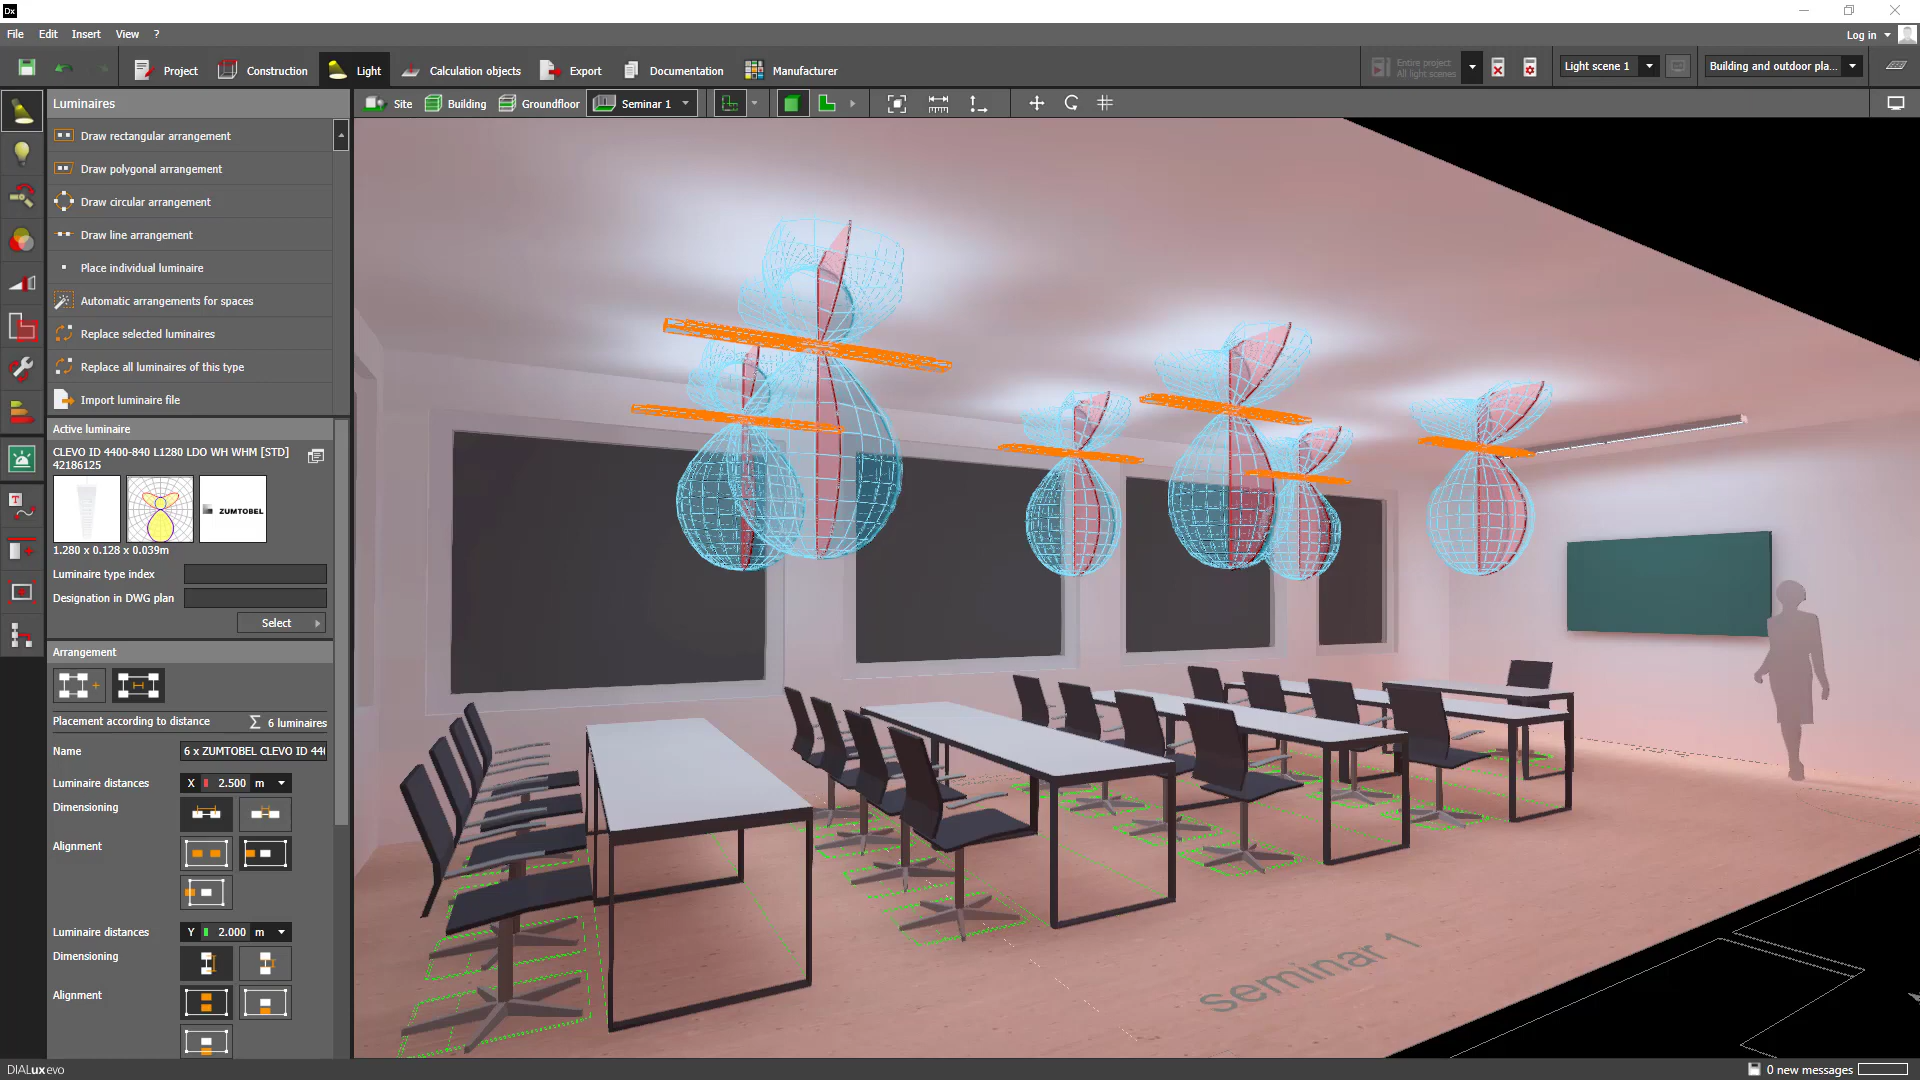 Dx
File Edit Insert View ?
Log in
Project Construction Light Calculation objects Export Documentation Manufacturer
Entire project
All light scenes
Light scene 1
Building and outdoor pla...
Luminaires
Site Building Groundfloor Seminar 1
Draw rectangular arrangement
Draw polygonal arrangement
Draw circular arrangement
Draw line arrangement
Place individual luminaire
Automatic arrangements for spaces
Replace selected luminaires
Replace all luminaires of this type
Import luminaire file
Active luminaire
CLEVO ID 4400-840 L1280 LDO WH WHM [STD]
42186125
ZUMTOBEL
1.280 x 0.128 x 0.039m
Luminaire type index
Designation in DWG plan
Select
Arrangement
Placement according to distance Σ 6 luminaires
Name 6 x ZUMTOBEL CLEVO ID 440
Luminaire distances X 2.500 m
Dimensioning
Alignment
Luminaire distances Y 2.000 m
Dimensioning
Alignment
seminar 1
DIALux evo
0 new messages